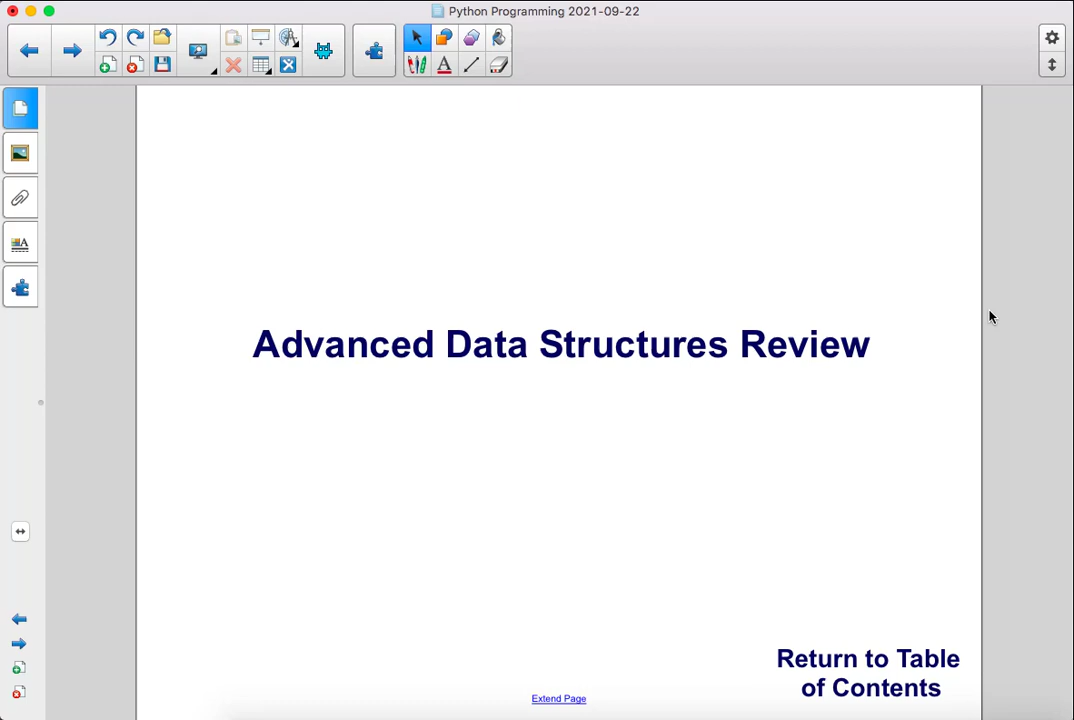 Python Programming 2021-09-22
Advanced Data Structures Review
Return to Table
of Contents
Extend Page